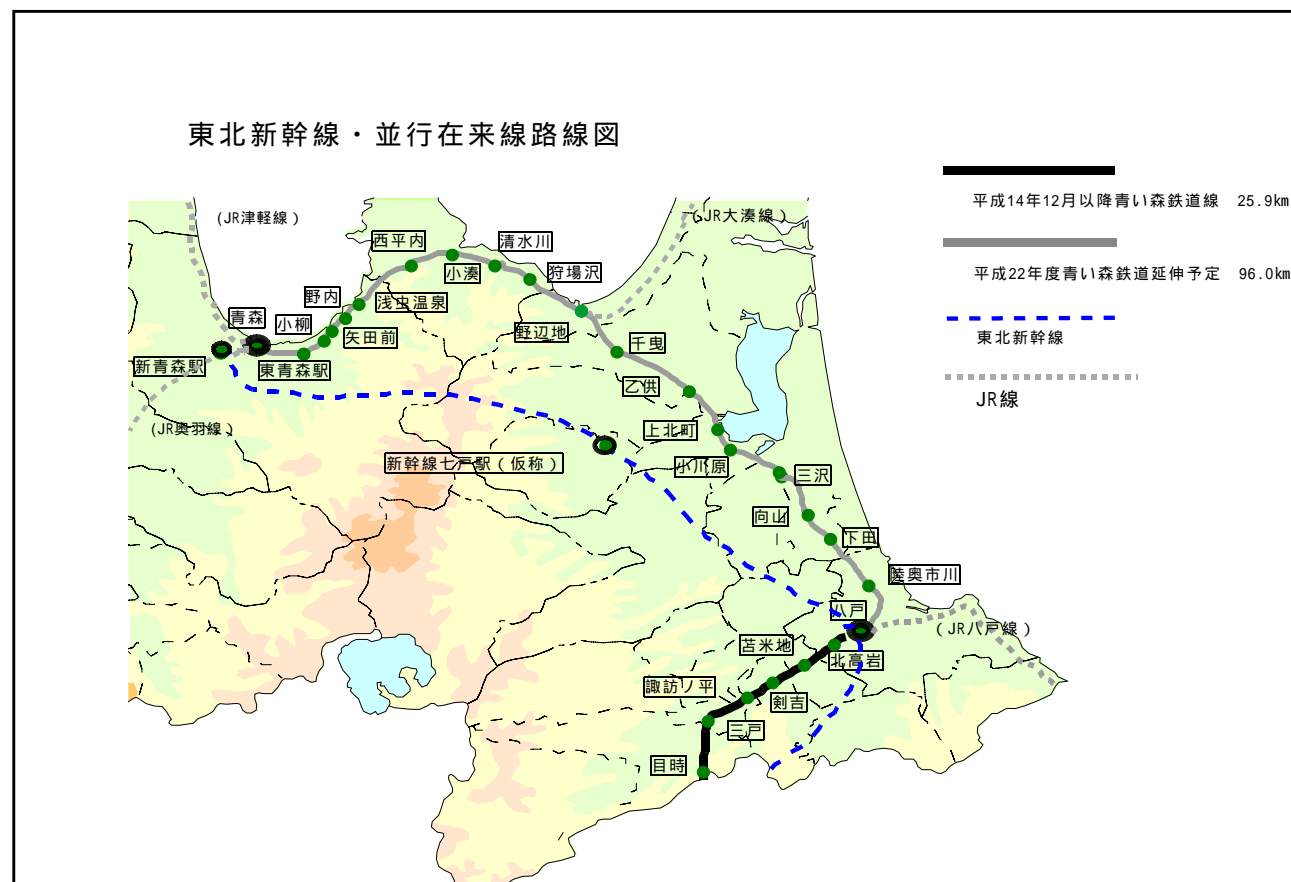 東北新幹線・並行在来線路線図
平成14年12月以降青い森鉄道線 25.9km
平成22年度青い森鉄道延伸予定 96.0km
東北新幹線
JR線
(JR津軽線)
(JR大湊線)
西平内
清水川
小湊
狩場沢
野内
浅虫温泉
青森
小柳
矢田前
野辺地
千曳
新青森駅
東青森駅
乙供
(JR奥羽線)
上北町
新幹線七戸駅(仮称)
小川原
三沢
向山
下田
陸奥市川
八戸
(JR八戸線)
苫米地
北高岩
諏訪ノ平
剣吉
三戸
目時